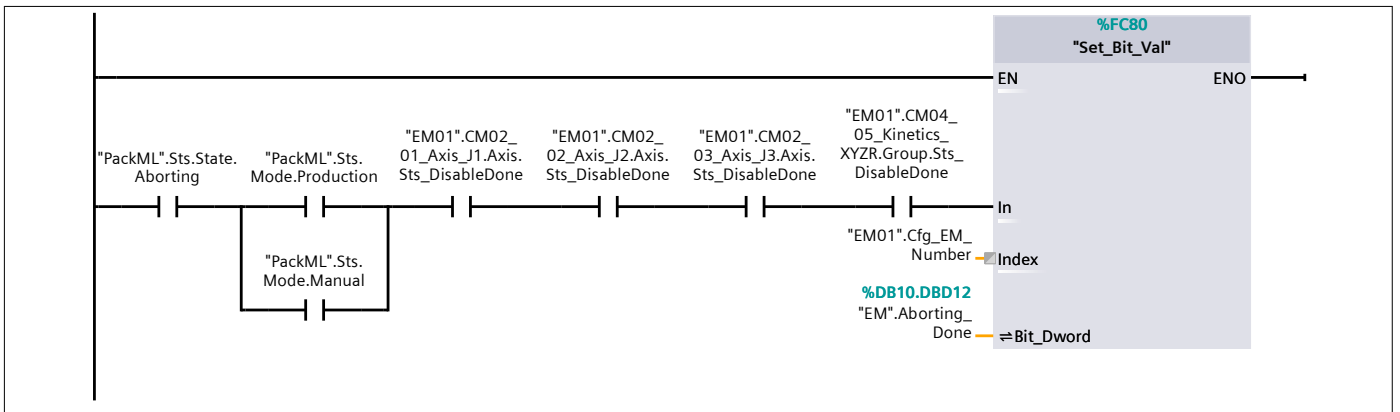 %FC80
"Set_Bit_Val"
EN
ENO
"PackML".Sts.State.
Aborting
"PackML".Sts.
Mode.Production
"EM01".CM02_
01_Axis_J1.Axis.
Sts_DisableDone
"EM01".CM02_
02_Axis_J2.Axis.
Sts_DisableDone
"EM01".CM02_
03_Axis_J3.Axis.
Sts_DisableDone
"EM01".CM04_
05_Kinetics_
XYZR.Group.Sts_
DisableDone
In
"PackML".Sts.
Mode.Manual
"EM01".Cfg_EM_
Number
Index
%DB10.DBD12
"EM".Aborting_
Done
⇌Bit_Dword